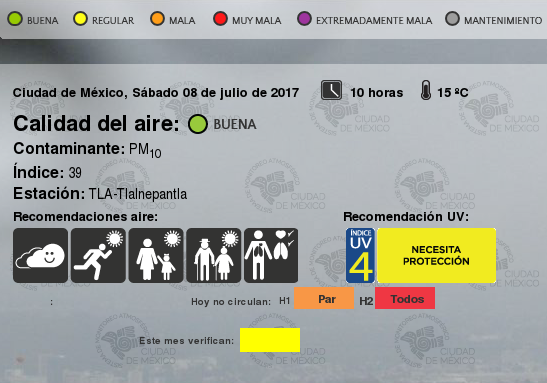 BUENA REGULAR MALA MUY MALA EXTREMADAMENTE MALA MANTENIMIENTO
Ciudad de México, Sábado 08 de julio de 2017 10 horas 15 ºC
Calidad del aire: BUENA
Contaminante: PM10
Índice: 39
Estación: TLA-Tlalnepantla
Recomendaciones aire: Recomendación UV:
ÍNDICE
UV
4
NECESITA
PROTECCIÓN
: Hoy no circulan: H1 Par H2 Todos
Este mes verifican:
CIUDAD
DE MÉXICO